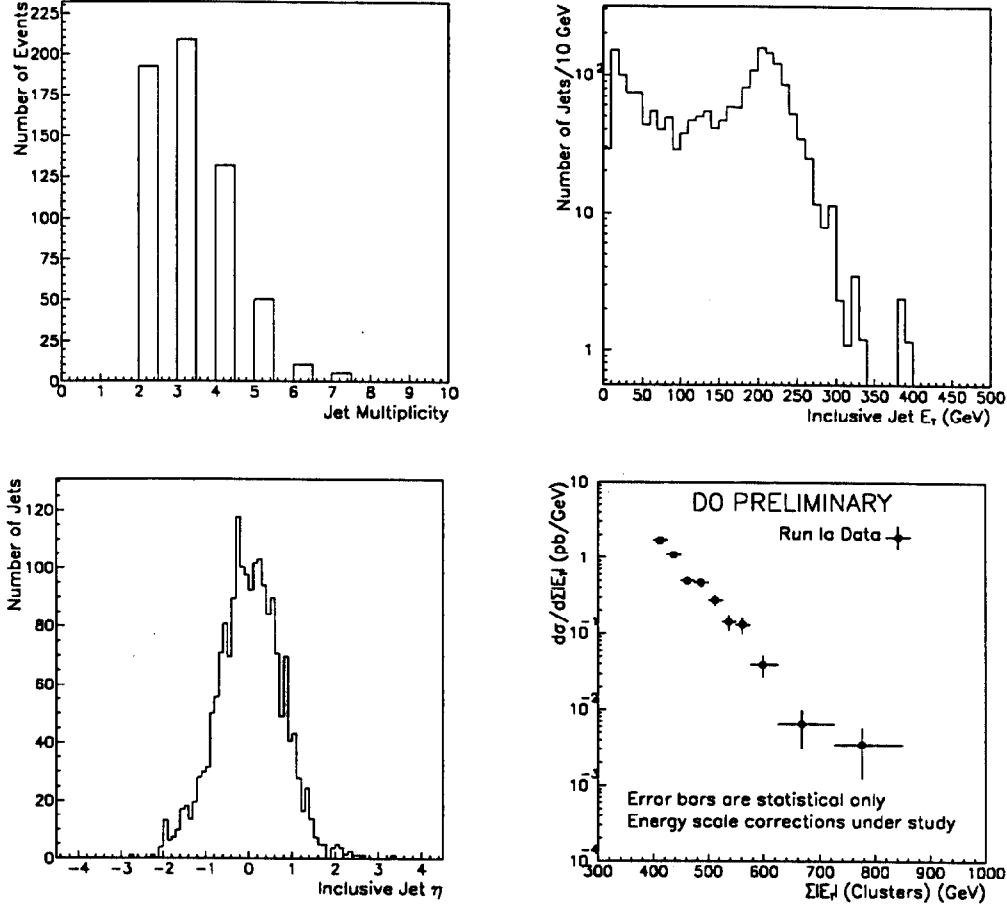 Number of Events
225
200
175
150
125
100
75
50
25
0
0 1 2 3 4 5 6 7 8 9 10
Jet Multiplicity
Number of Jets/10 GeV
10²
10
1
0 50 100 150 200 250 300 350 400 450 500
Inclusive Jet E_T (GeV)
Number of Jets
120
100
80
60
40
20
0
-4 -3 -2 -1 0 1 2 3 4
Inclusive Jet η
dσ/dΣ|E_T| (pb/GeV)
10
1
10⁻¹
10⁻²
10⁻³
10⁻⁴
DO PRELIMINARY
Run Ia Data
Error bars are statistical only
Energy scale corrections under study
300 400 500 600 700 800 900 1000
Σ|E_T| (Clusters) (GeV)